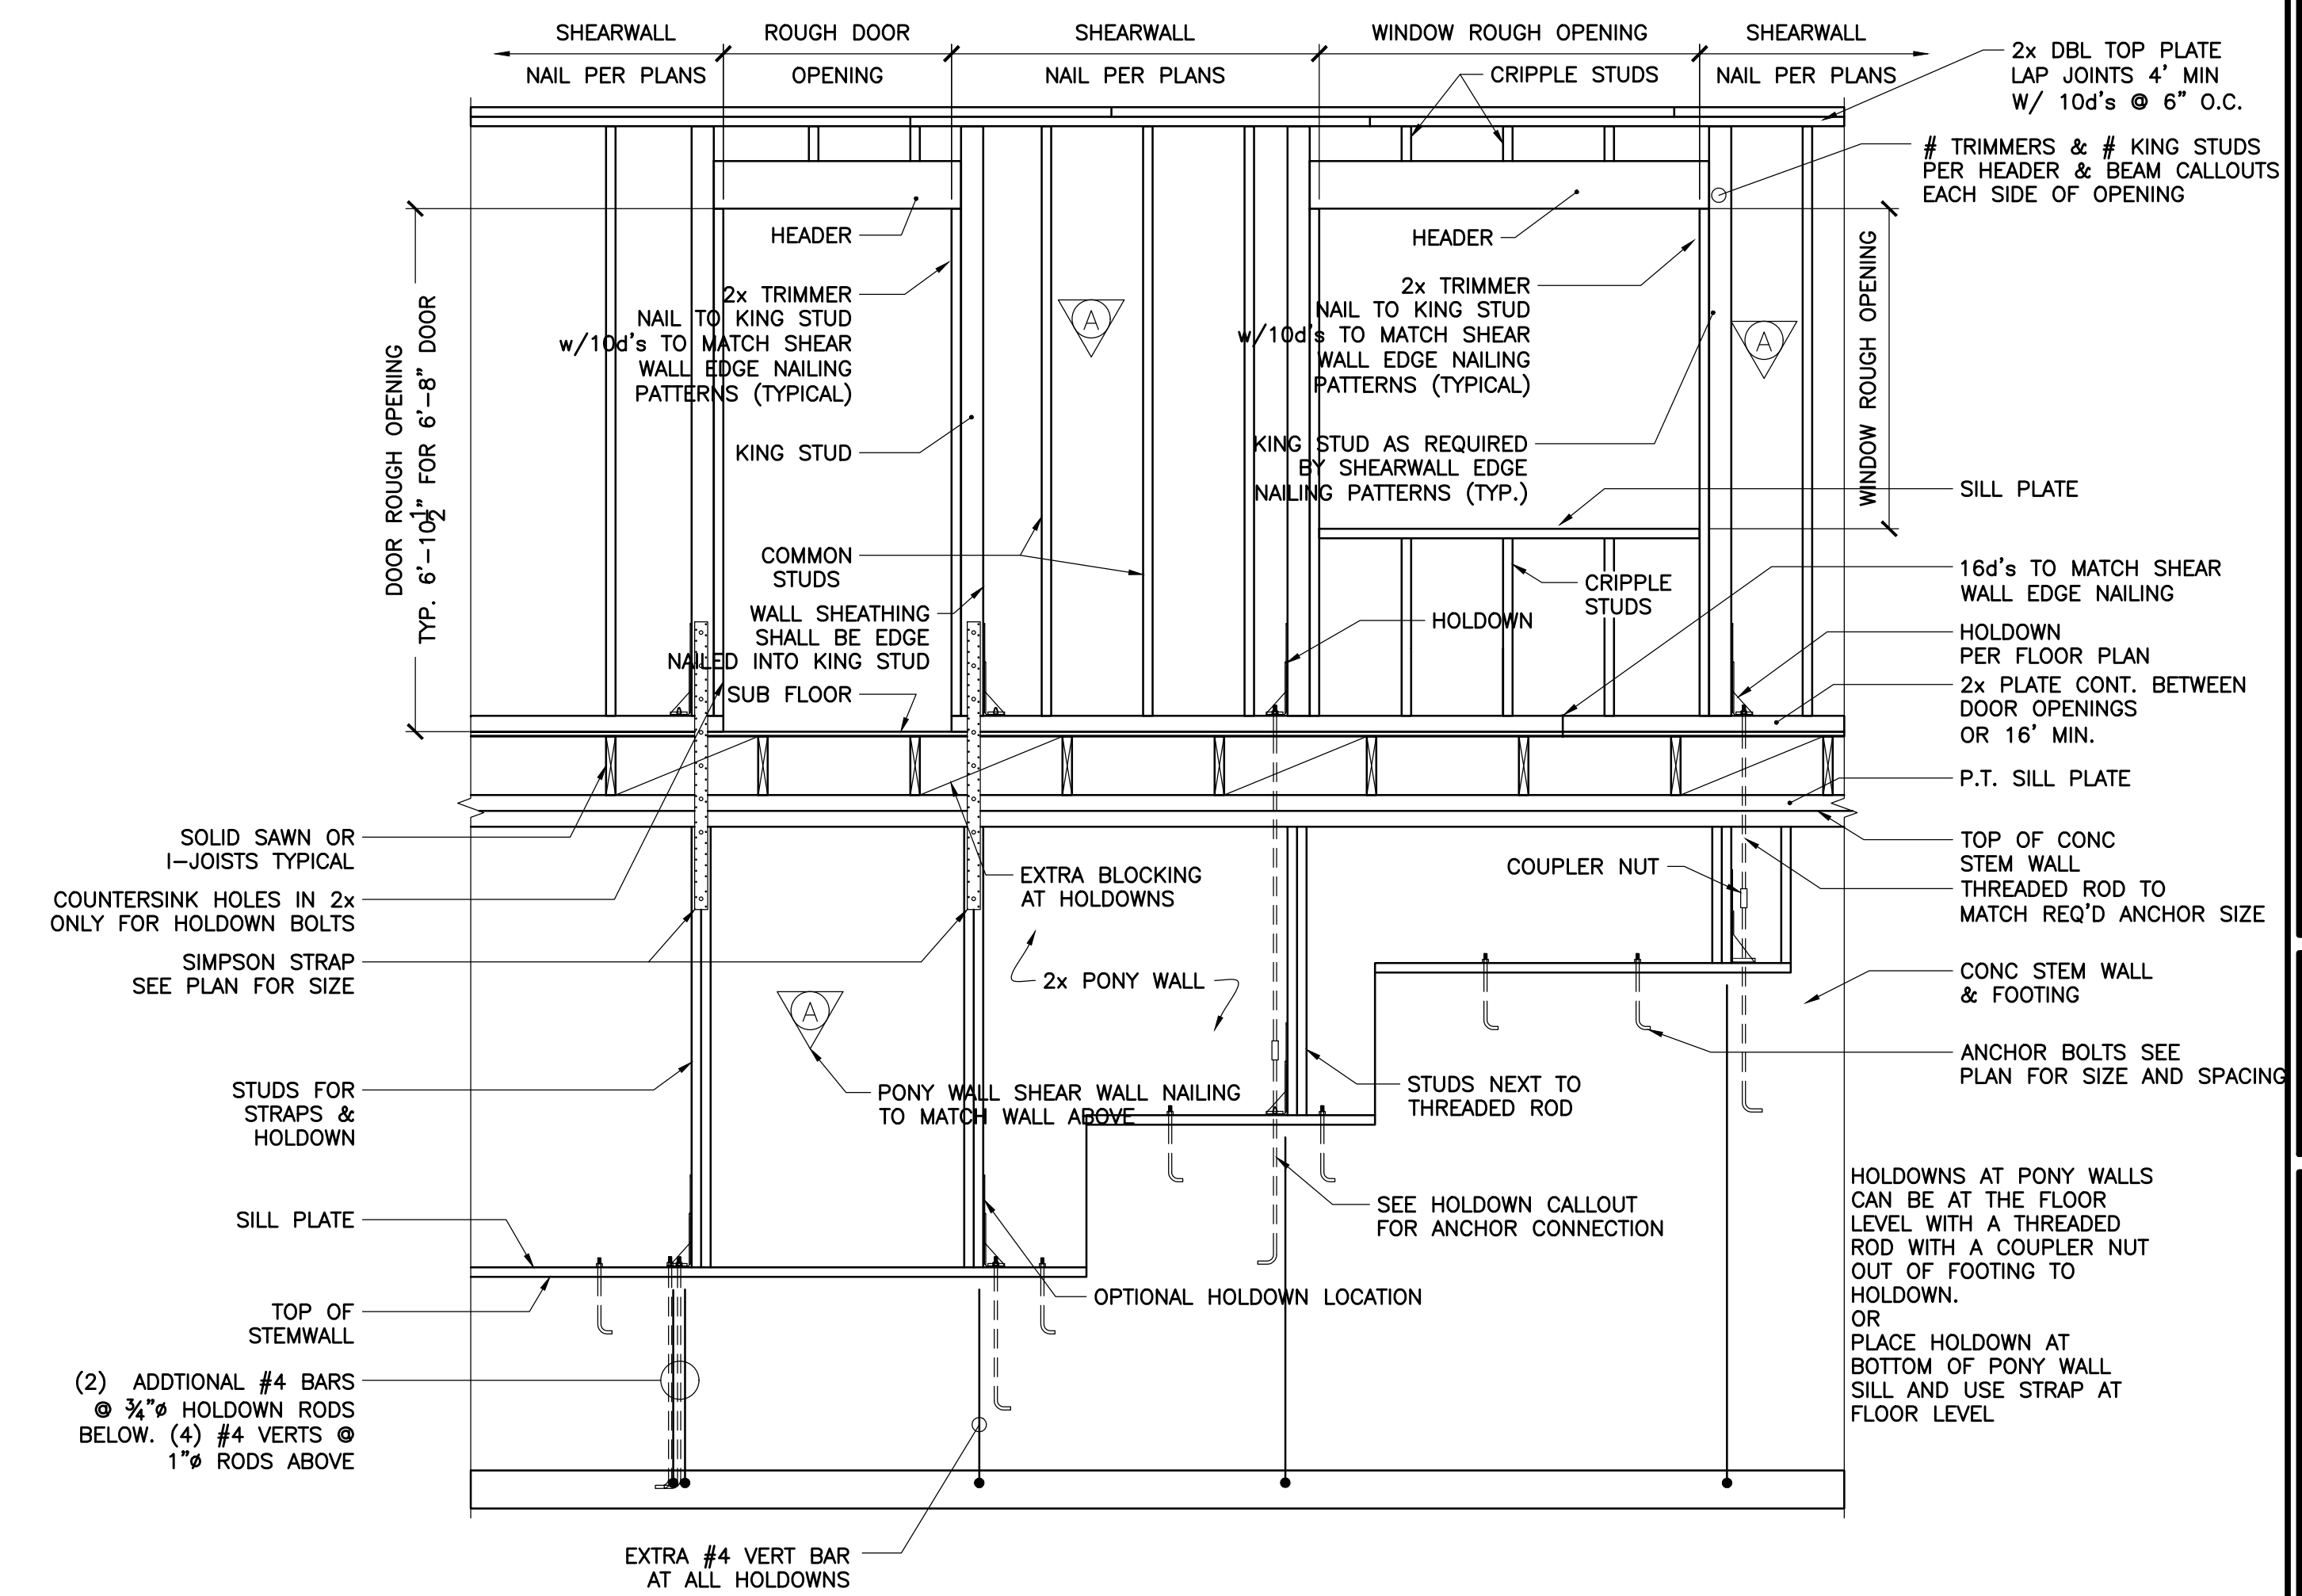 SHEARWALL
NAIL PER PLANS
ROUGH DOOR
OPENING
SHEARWALL
NAIL PER PLANS
WINDOW ROUGH OPENING
SHEARWALL
NAIL PER PLANS
CRIPPLE STUDS
2x DBL TOP PLATE
LAP JOINTS 4' MIN
W/ 10d's @ 6" O.C.
# TRIMMERS & # KING STUDS
PER HEADER & BEAM CALLOUTS
EACH SIDE OF OPENING
HEADER
HEADER
DOOR ROUGH OPENING
TYP. 6'-10 1/2" FOR 6'-8" DOOR
2x TRIMMER
NAIL TO KING STUD
w/10d's TO MATCH SHEAR
WALL EDGE NAILING
PATTERNS (TYPICAL)
A
2x TRIMMER
NAIL TO KING STUD
w/10d's TO MATCH SHEAR
WALL EDGE NAILING
PATTERNS (TYPICAL)
A
WINDOW ROUGH OPENING
KING STUD
KING STUD AS REQUIRED
BY SHEARWALL EDGE
NAILING PATTERNS (TYP.)
SILL PLATE
COMMON
STUDS
WALL SHEATHING
SHALL BE EDGE
NAILED INTO KING STUD
SUB FLOOR
CRIPPLE
STUDS
HOLDOWN
16d's TO MATCH SHEAR
WALL EDGE NAILING
HOLDOWN
PER FLOOR PLAN
2x PLATE CONT. BETWEEN
DOOR OPENINGS
OR 16' MIN.
P.T. SILL PLATE
TOP OF CONC
STEM WALL
THREADED ROD TO
MATCH REQ'D ANCHOR SIZE
CONC STEM WALL
& FOOTING
ANCHOR BOLTS SEE
PLAN FOR SIZE AND SPACING
SOLID SAWN OR
I-JOISTS TYPICAL
COUNTERSINK HOLES IN 2x
ONLY FOR HOLDOWN BOLTS
SIMPSON STRAP
SEE PLAN FOR SIZE
EXTRA BLOCKING
AT HOLDOWNS
COUPLER NUT
2x PONY WALL
A
STUDS FOR
STRAPS &
HOLDOWN
PONY WALL SHEAR WALL NAILING
TO MATCH WALL ABOVE
STUDS NEXT TO
THREADED ROD
SEE HOLDOWN CALLOUT
FOR ANCHOR CONNECTION
SILL PLATE
OPTIONAL HOLDOWN LOCATION
TOP OF
STEMWALL
(2) ADDTIONAL #4 BARS
@ ¾"ø HOLDOWN RODS
BELOW. (4) #4 VERTS @
1"ø RODS ABOVE
EXTRA #4 VERT BAR
AT ALL HOLDOWNS
HOLDOWNS AT PONY WALLS
CAN BE AT THE FLOOR
LEVEL WITH A THREADED
ROD WITH A COUPLER NUT
OUT OF FOOTING TO
HOLDOWN.
OR
PLACE HOLDOWN AT
BOTTOM OF PONY WALL
SILL AND USE STRAP AT
FLOOR LEVEL